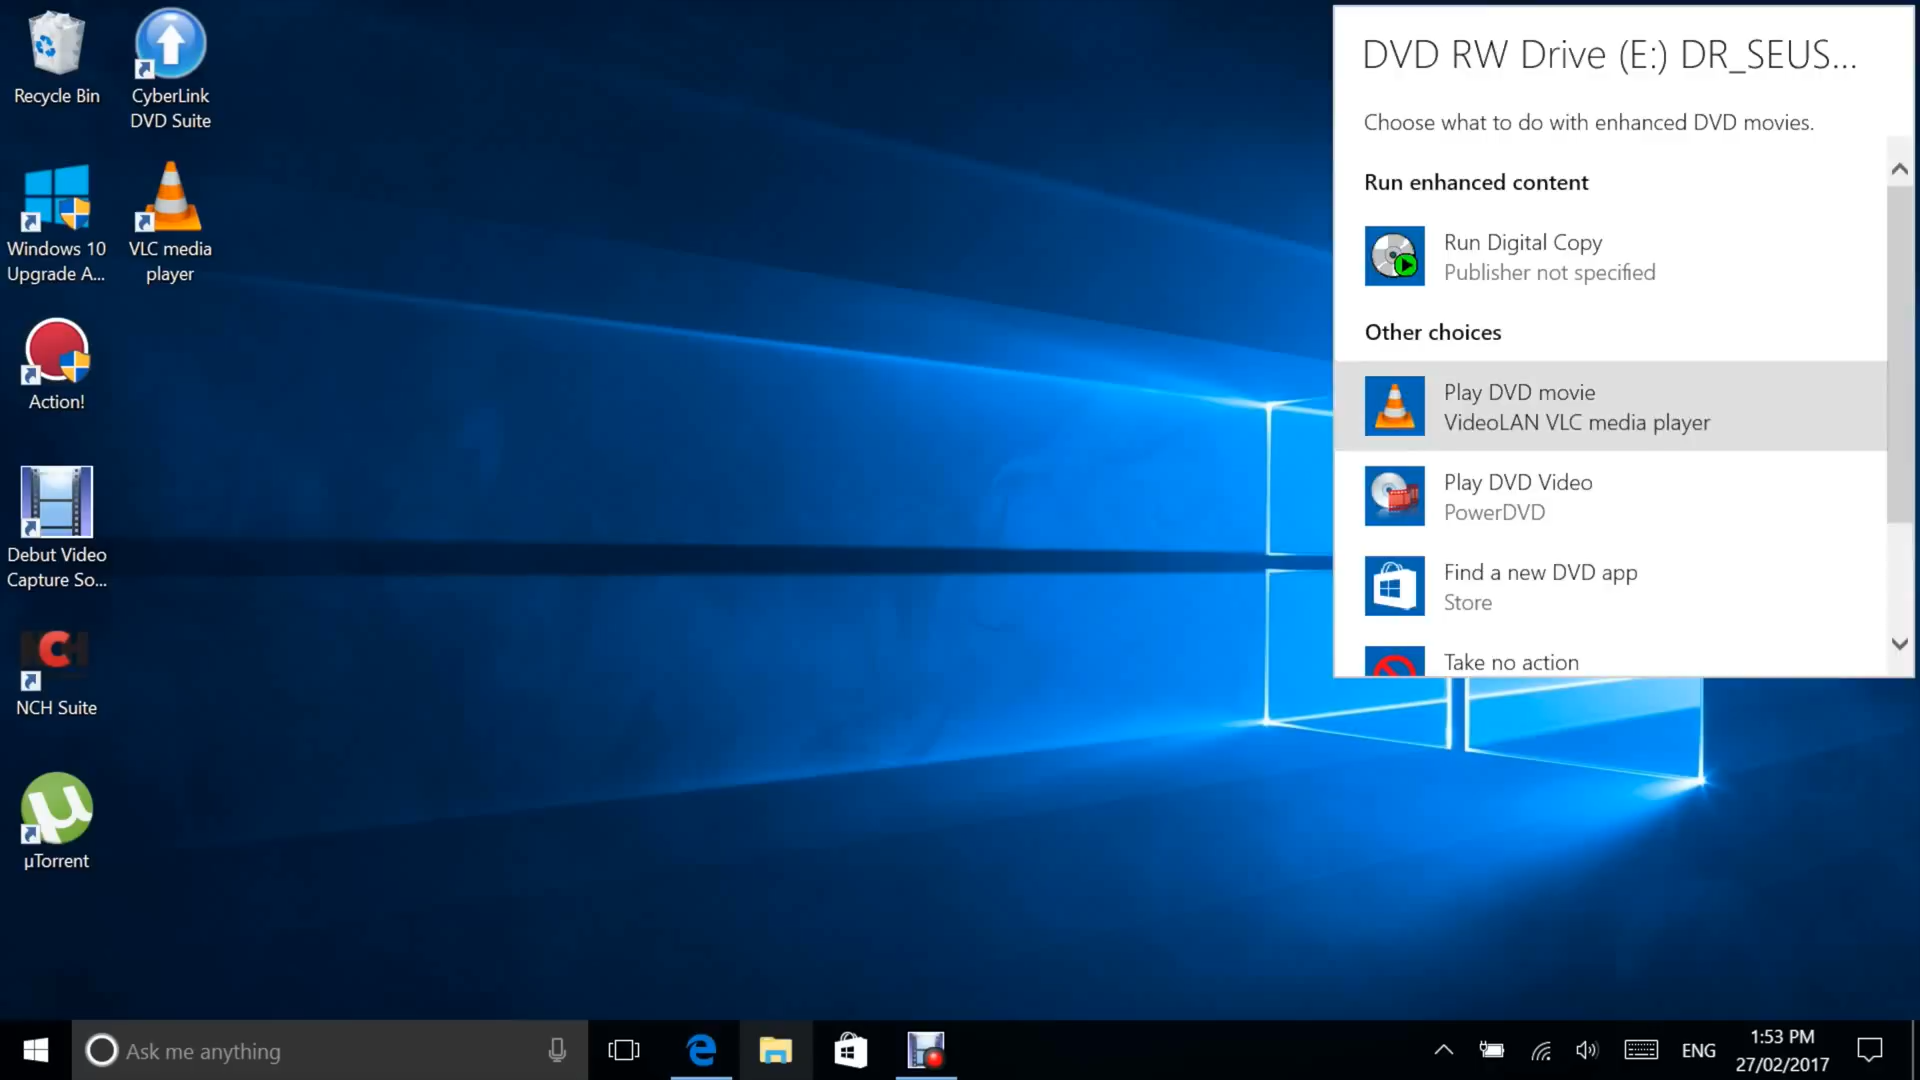 Recycle Bin
CyberLink
DVD Suite
Windows 10
Upgrade A...
VLC media
player
Action!
Debut Video
Capture So...
NCH Suite
µTorrent
DVD RW Drive (E:) DR_SEUS...
Choose what to do with enhanced DVD movies.
Run enhanced content
Run Digital Copy
Publisher not specified
Other choices
Play DVD movie
VideoLAN VLC media player
Play DVD Video
PowerDVD
Find a new DVD app
Store
Take no action
Ask me anything
ENG
1:53 PM
27/02/2017